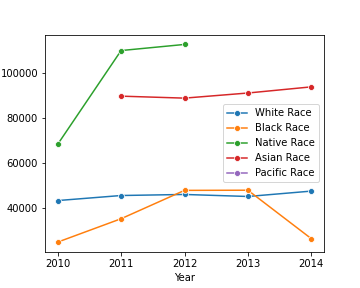 100000
80000
60000
40000
White Race
Black Race
Native Race
Asian Race
Pacific Race
2010 2011 2012 2013 2014
Year